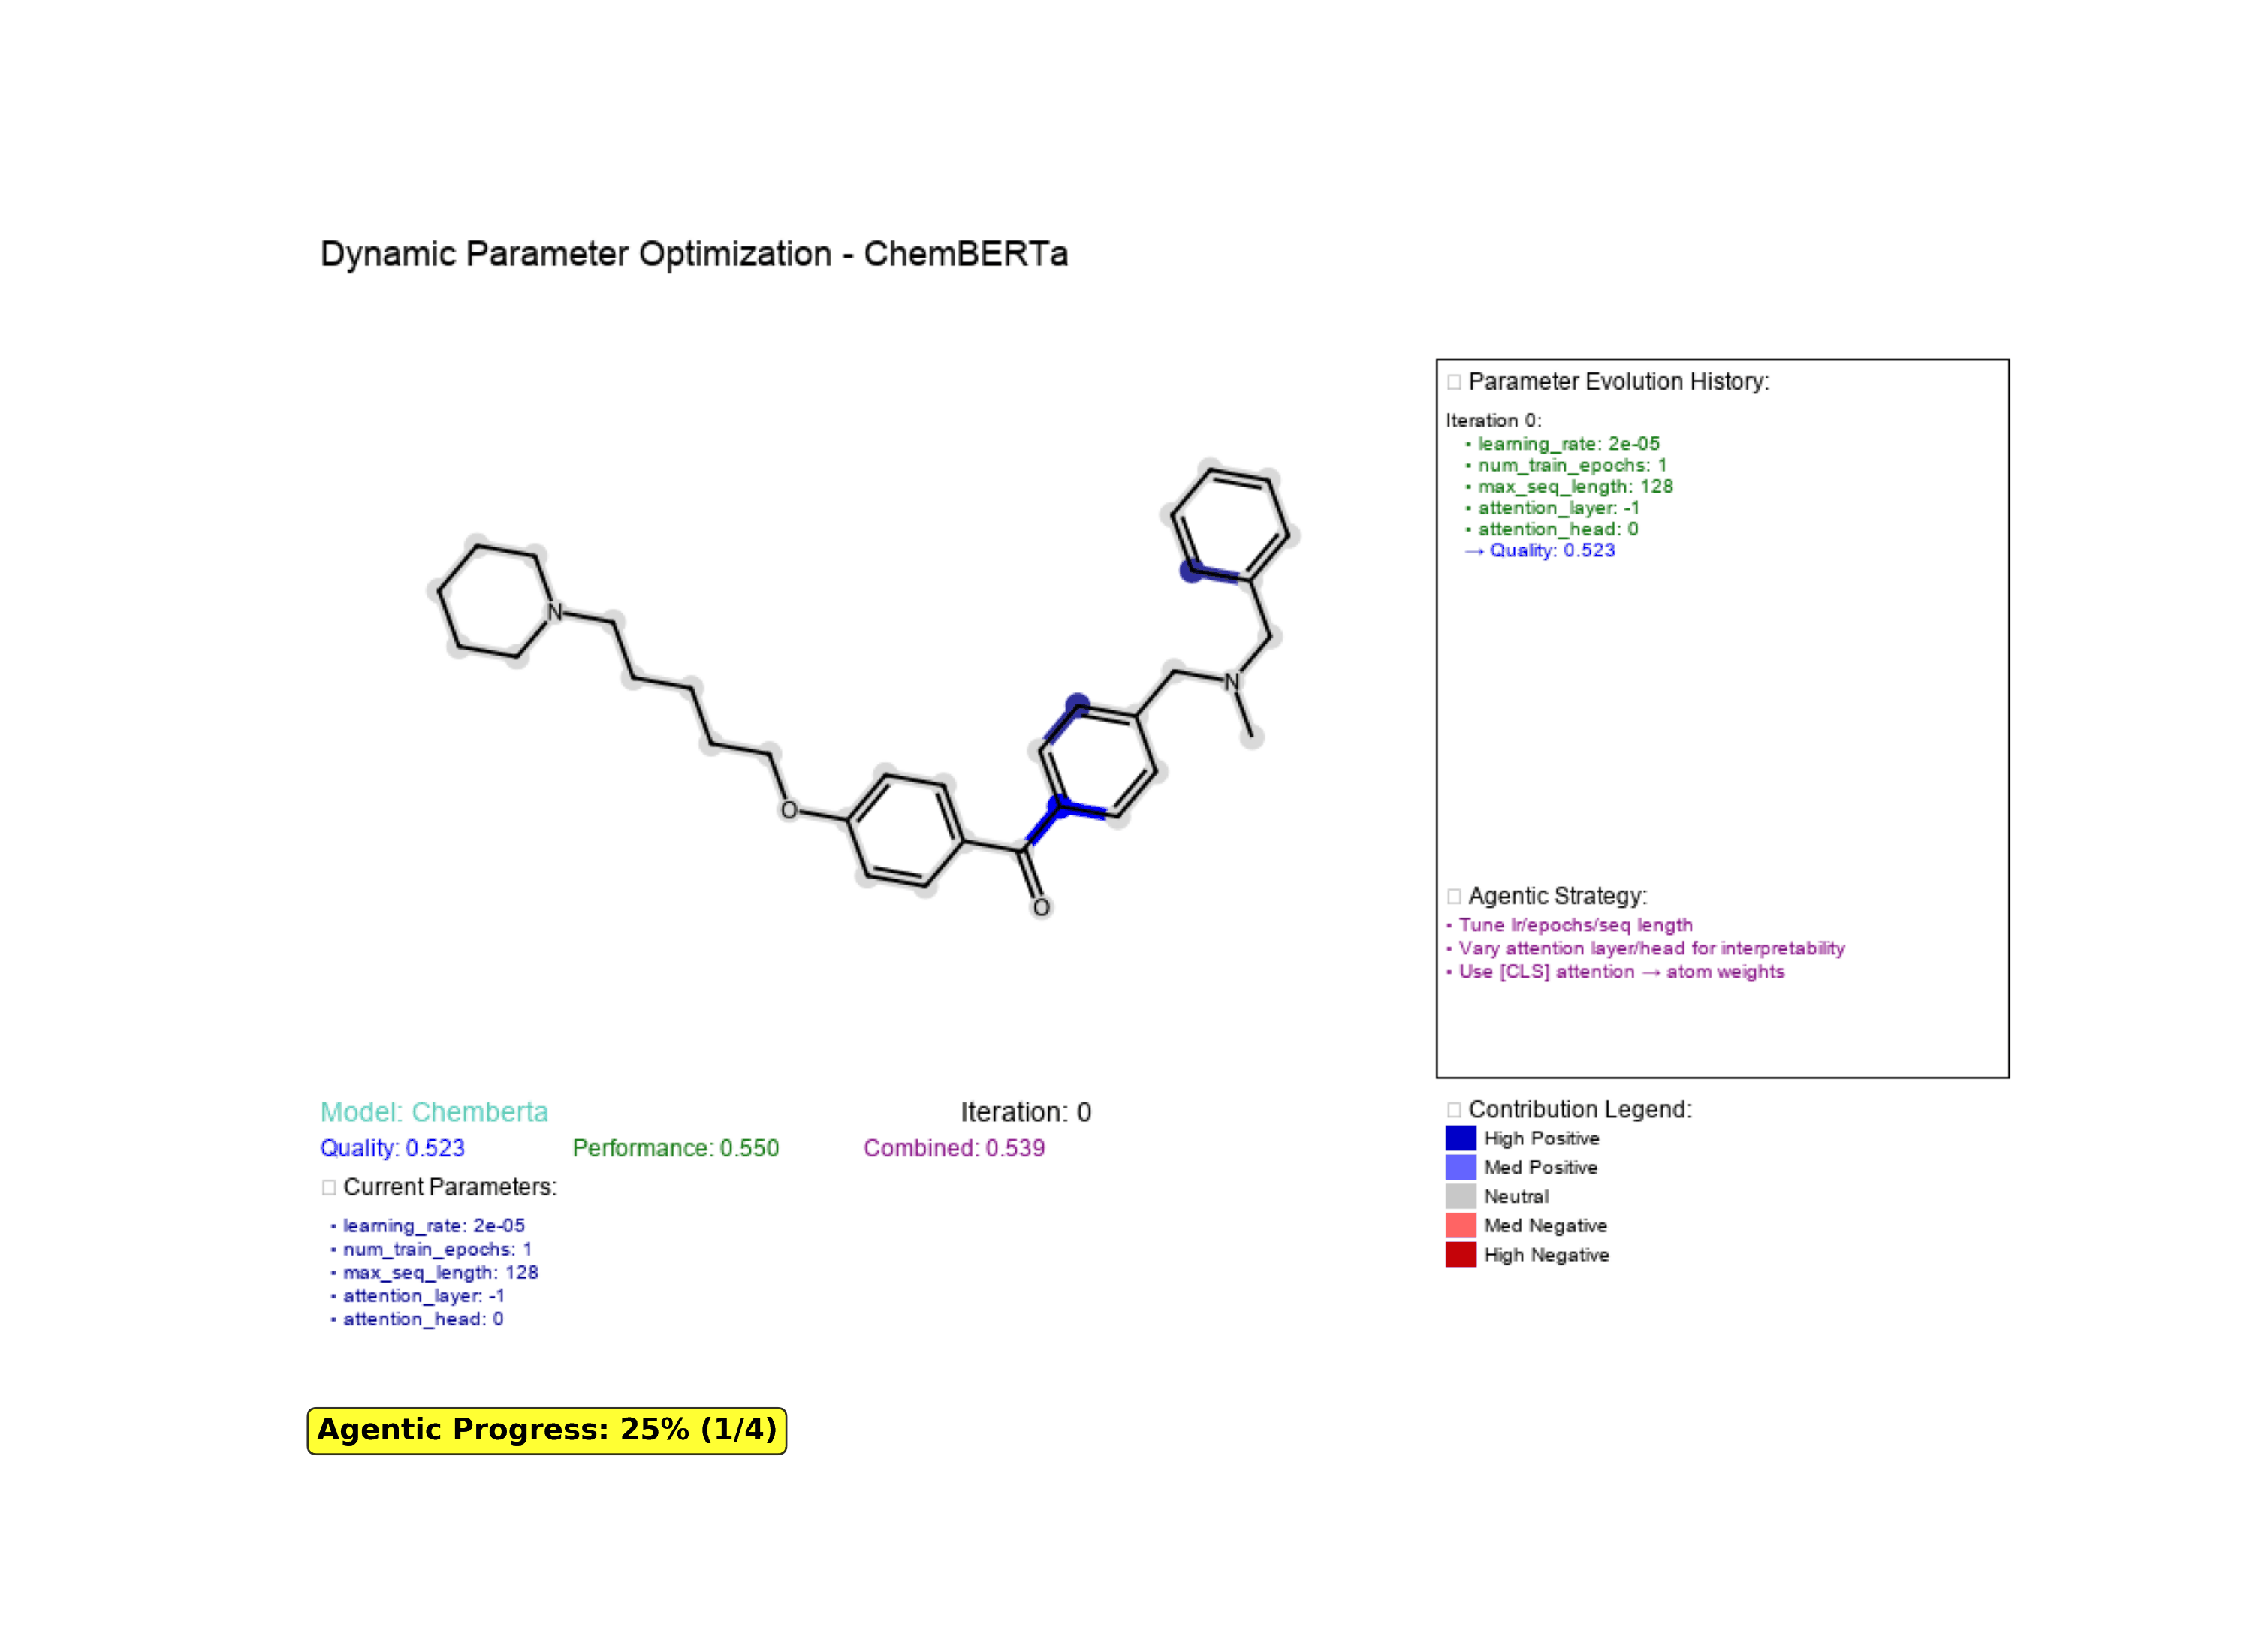 Dynamic Parameter Optimization - ChemBERTa
N
O
O
N
□ Parameter Evolution History:
Iteration 0:
• learning_rate: 2e-05
• num_train_epochs: 1
• max_seq_length: 128
• attention_layer: -1
• attention_head: 0
→ Quality: 0.523
□ Agentic Strategy:
• Tune lr/epochs/seq length
• Vary attention layer/head for interpretability
• Use [CLS] attention → atom weights
Model: Chemberta
Iteration: 0
Quality: 0.523
Performance: 0.550
Combined: 0.539
□ Current Parameters:
• learning_rate: 2e-05
• num_train_epochs: 1
• max_seq_length: 128
• attention_layer: -1
• attention_head: 0
□ Contribution Legend:
High Positive
Med Positive
Neutral
Med Negative
High Negative
Agentic Progress: 25% (1/4)